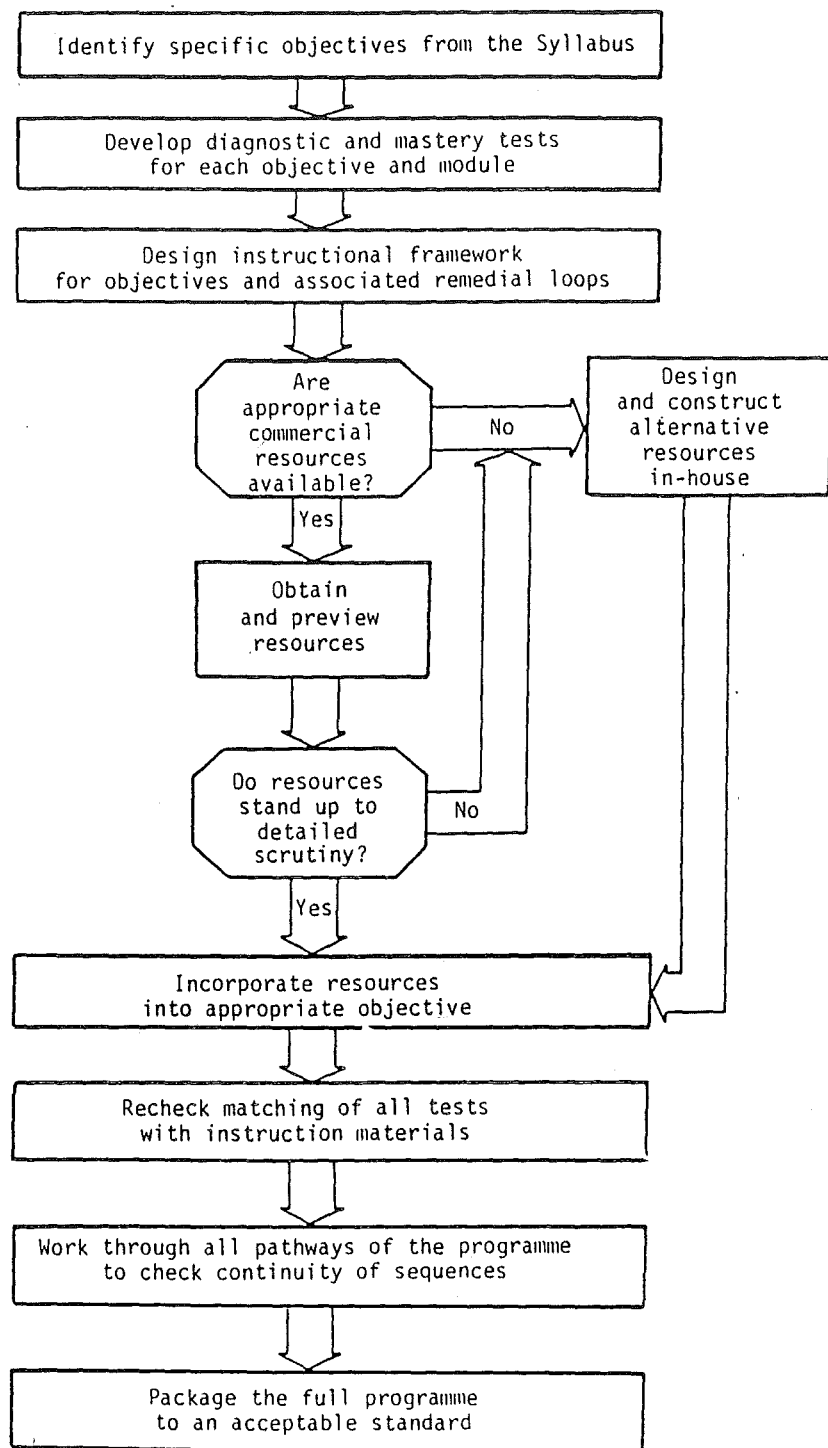 Identify specific objectives from the Syllabus
Develop diagnostic and mastery tests
for each objective and module
Design instructional framework
for objectives and associated remedial loops
Are
appropriate
commercial
resources
available?
No
Design
and construct
alternative
resources
in-house
Yes
Obtain
and preview
resources
Do resources
stand up to
detailed
scrutiny?
No
Yes
Incorporate resources
into appropriate objective
Recheck matching of all tests
with instruction materials
Work through all pathways of the programme
to check continuity of sequences
Package the full programme
to an acceptable standard